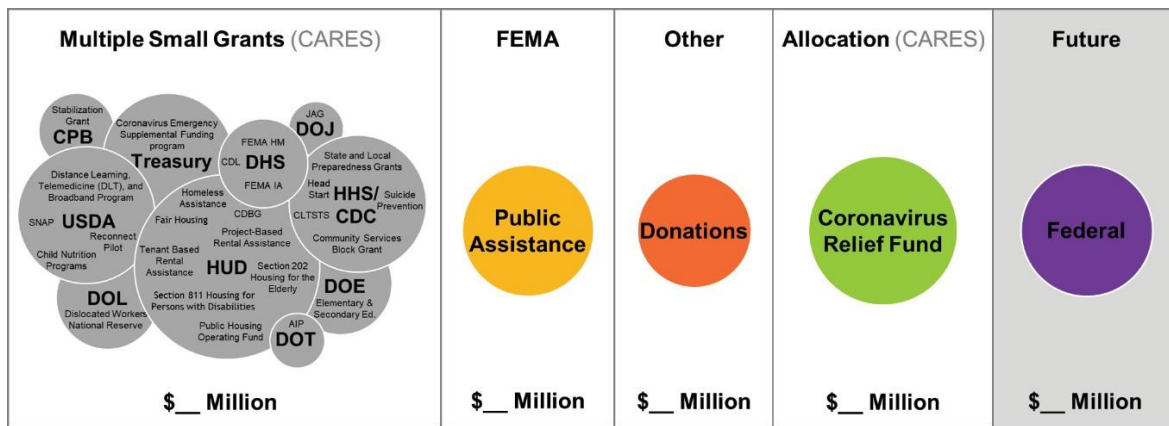 Multiple Small Grants (CARES)
Stabilization
Grant
CPB
Coronavirus Emergency
Supplemental Funding
program
Treasury
FEMA HM
CDL DHS
FEMA IA
JAG
DOJ
State and Local
Preparedness Grants
Head
Start
HHS/
CDC
Suicide
Prevention
CLTSTS
Community Services
Block Grant
Distance Learning,
Telemedicine (DLT), and
Broadband Program
SNAP USDA
Reconnect
Pilot
Child Nutrition
Programs
Homeless
Assistance
Fair Housing
CDBG
Project-Based
Rental Assistance
Tenant Based
Rental
Assistance
HUD
Section 202
Housing for the
Elderly
Section 811 Housing for
Persons with Disabilities
Public Housing
Operating Fund
DOL
Dislocated Workers
National Reserve
DOE
Elementary &
Secondary Ed.
AIP
DOT
$__ Million
FEMA
Public
Assistance
$__ Million
Other
Donations
$__ Million
Allocation (CARES)
Coronavirus
Relief Fund
$__ Million
Future
Federal
$__ Million